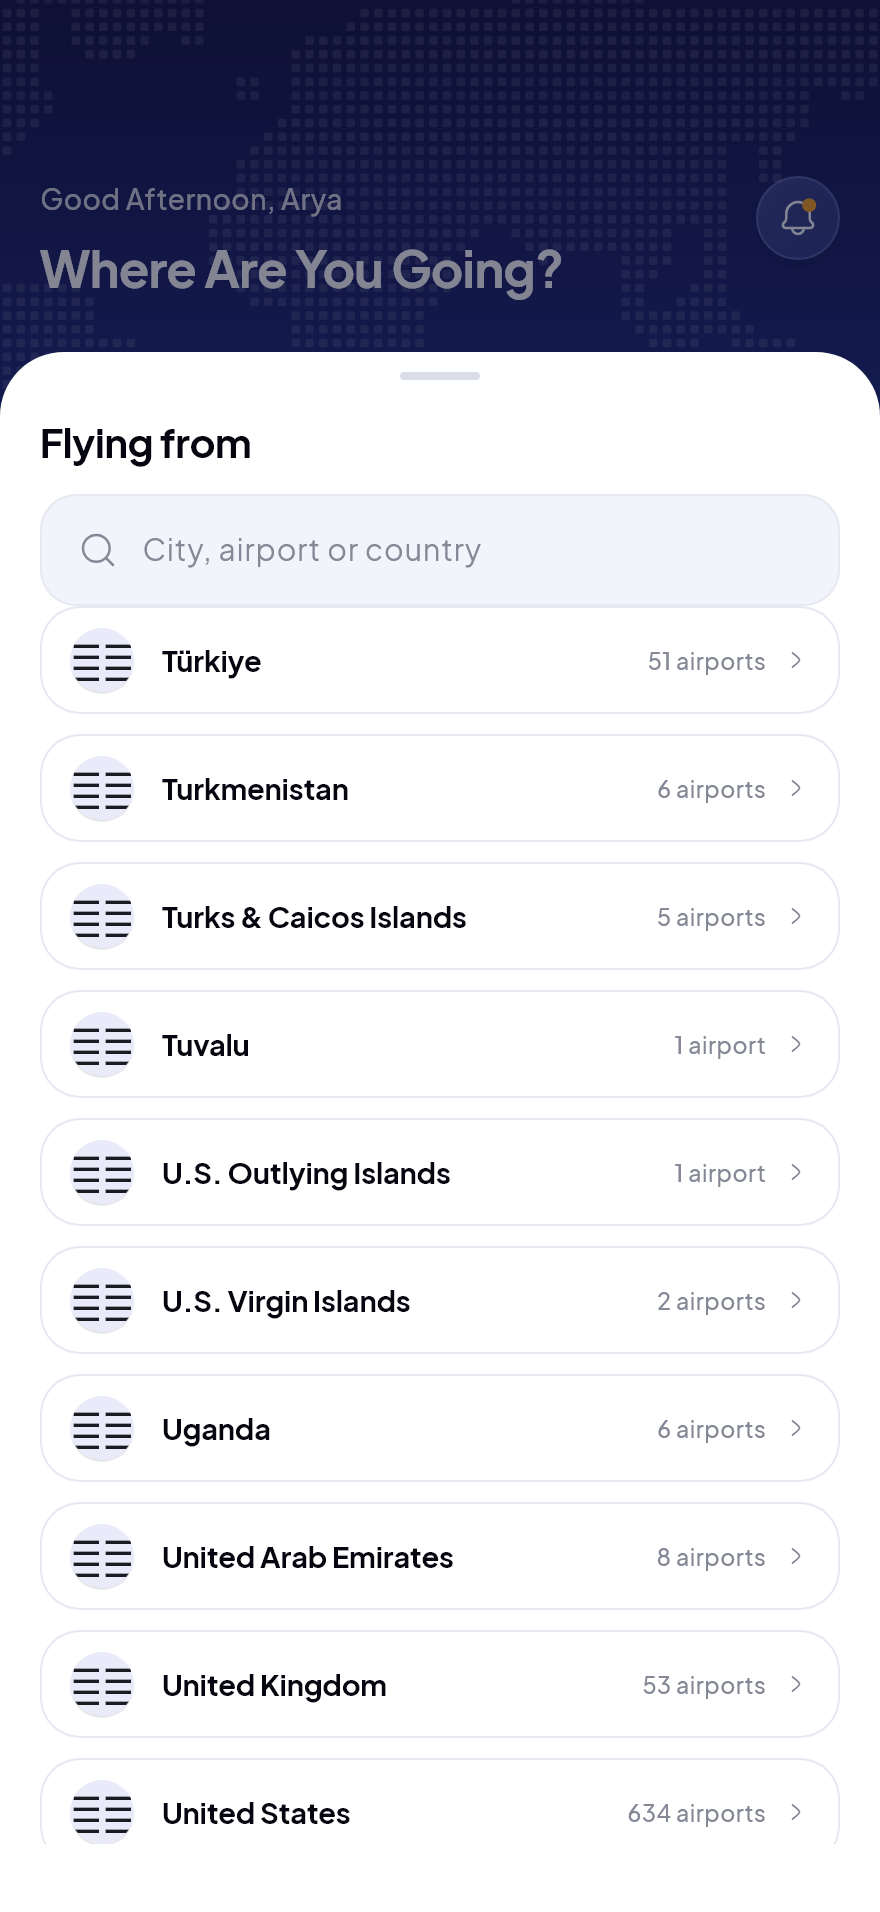 Good Afternoon, Arya
Where Are You Going?
Flying from
City, airport or country
Türkiye 51 airports
Turkmenistan 6 airports
Turks & Caicos Islands 5 airports
Tuvalu 1 airport
U.S. Outlying Islands 1 airport
U.S. Virgin Islands 2 airports
Uganda 6 airports
United Arab Emirates 8 airports
United Kingdom 53 airports
United States 634 airports